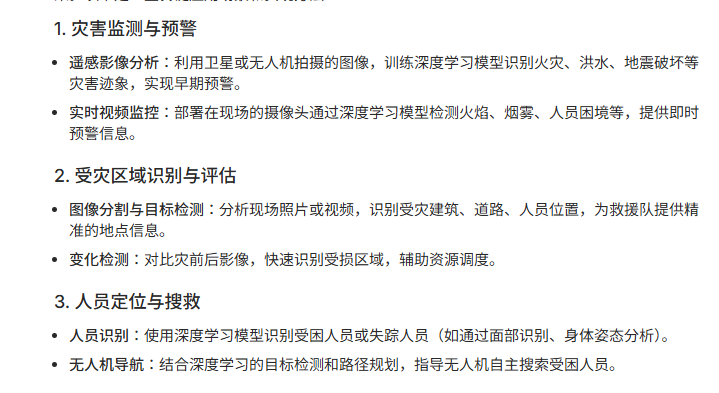 1. 灾害监测与预警
遥感影像分析：利用卫星或无人机拍摄的图像，训练深度学习模型识别火灾、洪水、地震破坏等
灾害迹象，实现早期预警。
实时视频监控：部署在现场的摄像头通过深度学习模型检测火焰、烟雾、人员困境等，提供即时
预警信息。
2. 受灾区域识别与评估
图像分割与目标检测：分析现场照片或视频，识别受灾建筑、道路、人员位置，为救援队提供精
准的地点信息。
变化检测：对比灾前后影像，快速识别受损区域，辅助资源调度。
3. 人员定位与搜救
人员识别：使用深度学习模型识别受困人员或失踪人员（如通过面部识别、身体姿态分析）。
无人机导航：结合深度学习的目标检测和路径规划，指导无人机自主搜索受困人员。